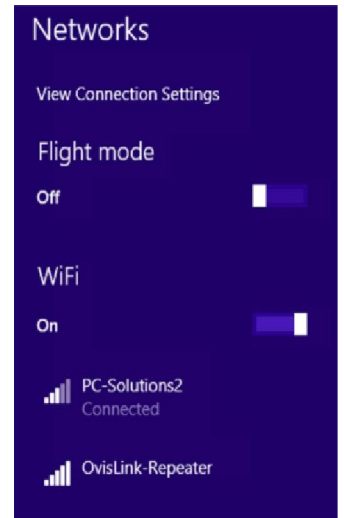 Networks
View Connection Settings
Flight mode
Off
WiFi
On
PC-Solutions2
Connected
OvisLink-Repeater